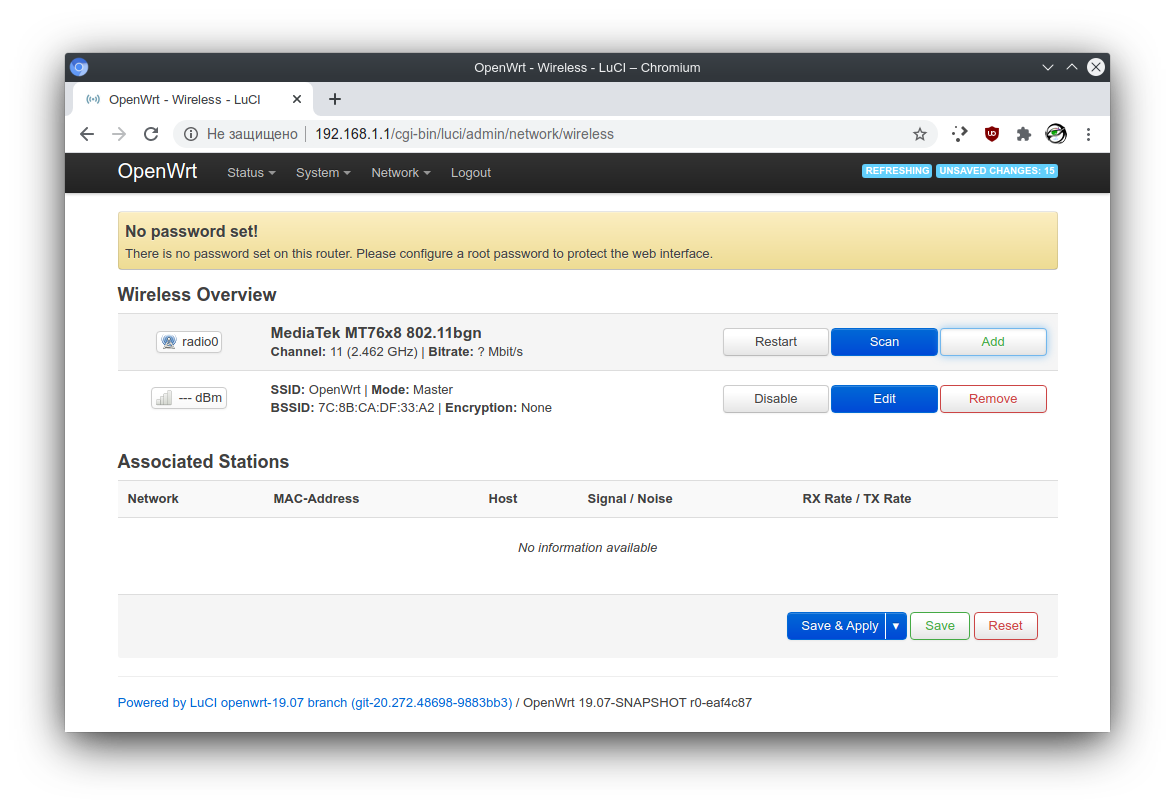 OpenWrt - Wireless - LuCI – Chromium
OpenWrt - Wireless - LuCI
Не защищено 192.168.1.1/cgi-bin/luci/admin/network/wireless
OpenWrt Status System Network Logout REFRESHING UNSAVED CHANGES: 15
No password set!
There is no password set on this router. Please configure a root password to protect the web interface.
Wireless Overview
radio0
MediaTek MT76x8 802.11bgn
Channel: 11 (2.462 GHz) | Bitrate: ? Mbit/s
Restart Scan Add
--- dBm
SSID: OpenWrt | Mode: Master
BSSID: 7C:8B:CA:DF:33:A2 | Encryption: None
Disable Edit Remove
Associated Stations
Network MAC-Address Host Signal / Noise RX Rate / TX Rate
No information available
Save & Apply Save Reset
Powered by LuCI openwrt-19.07 branch (git-20.272.48698-9883bb3) / OpenWrt 19.07-SNAPSHOT r0-eaf4c87